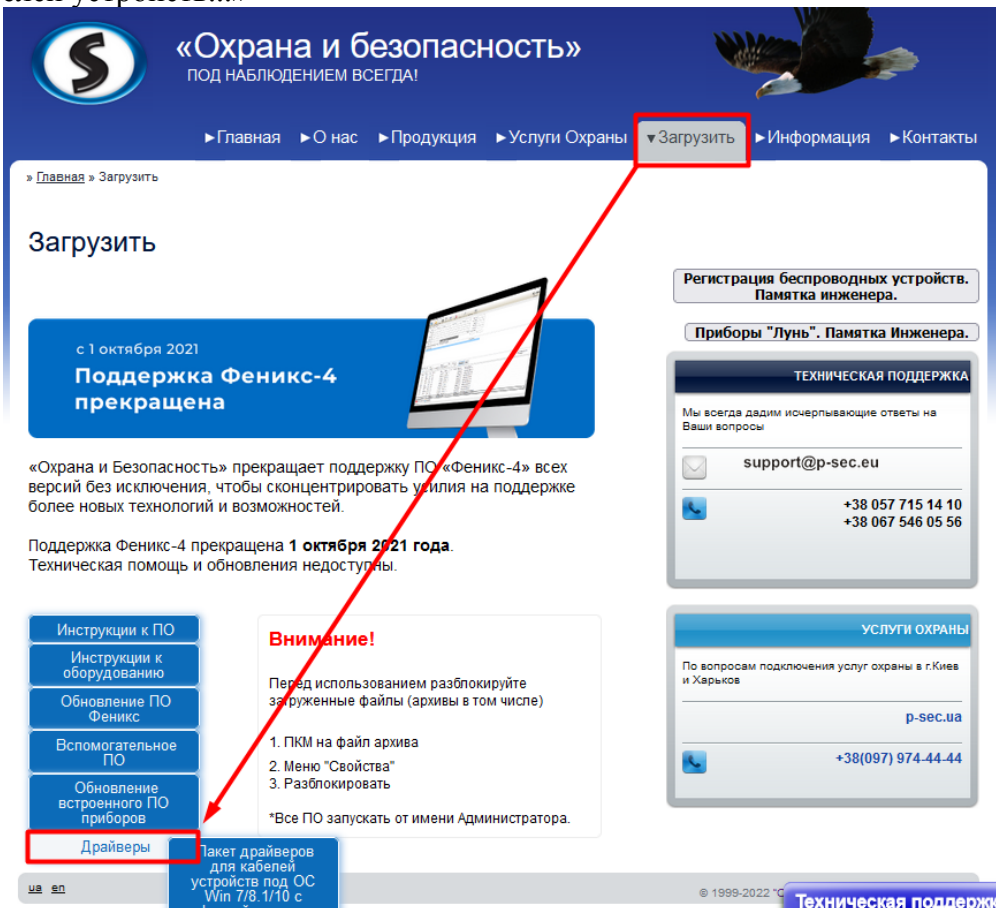 «Охрана и безопасность»
ПОД НАБЛЮДЕНИЕМ ВСЕГДА!
►Главная ►О нас ►Продукция ►Услуги Охраны ▼Загрузить ►Информация ►Контакты
» Главная » Загрузить
Загрузить
с 1 октября 2021
Поддержка Феникс-4
прекращена
«Охрана и Безопасность» прекращает поддержку ПО «Феникс-4» всех
версий без исключения, чтобы сконцентрировать усилия на поддержке
более новых технологий и возможностей.
Поддержка Феникс-4 прекращена 1 октября 2021 года.
Техническая помощь и обновления недоступны.
Инструкции к ПО
Инструкции к
оборудованию
Обновление ПО
Феникс
Вспомогательное
ПО
Обновление
встроенного ПО
приборов
Драйверы
Пакет драйверов
для кабелей
устройств под ОС
Win 7/8.1/10 с
Внимание!
Перед использованием разблокируйте
загруженные файлы (архивы в том числе)
1. ПКМ на файл архива
2. Меню "Свойства"
3. Разблокировать
*Все ПО запускать от имени Администратора.
Регистрация беспроводных устройств.
Памятка инженера.
Приборы "Лунь". Памятка Инженера.
ТЕХНИЧЕСКАЯ ПОДДЕРЖКА
Мы всегда дадим исчерпывающие ответы на
Ваши вопросы
support@p-sec.eu
+38 057 715 14 10
+38 067 546 05 56
УСЛУГИ ОХРАНЫ
По вопросам подключения услуг охраны в г.Киев
и Харьков
p-sec.ua
+38(097) 974-44-44
ua en
© 1999-2022
Техническая поддержк